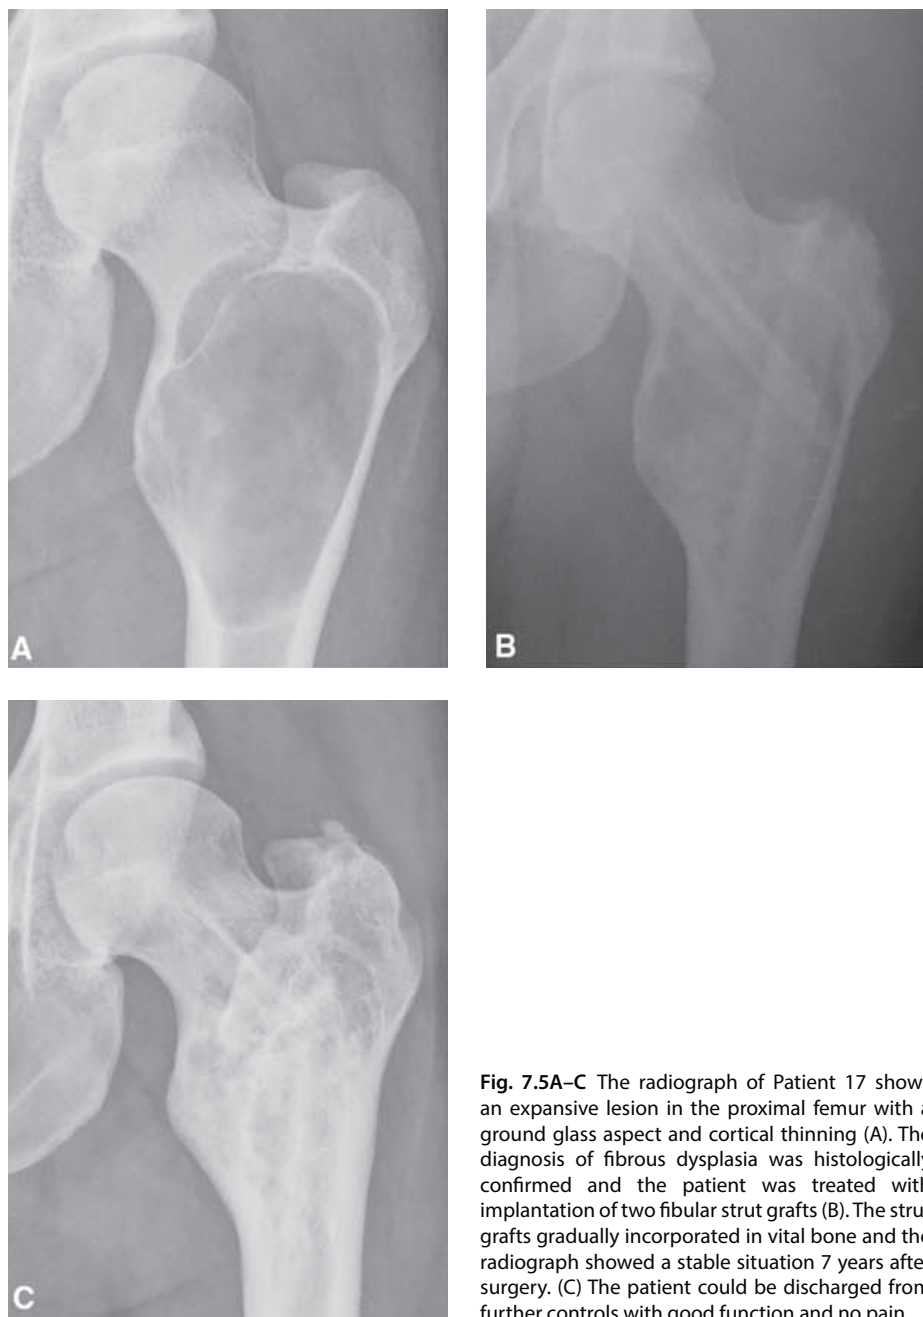 A
B
C
Fig. 7.5A–C The radiograph of Patient 17 show
an expansive lesion in the proximal femur with a
ground glass aspect and cortical thinning (A). The
diagnosis of fibrous dysplasia was histologically
confirmed and the patient was treated with
implantation of two fibular strut grafts (B). The stru
grafts gradually incorporated in vital bone and the
radiograph showed a stable situation 7 years afte
surgery. (C) The patient could be discharged from
further controls with good function and no pain